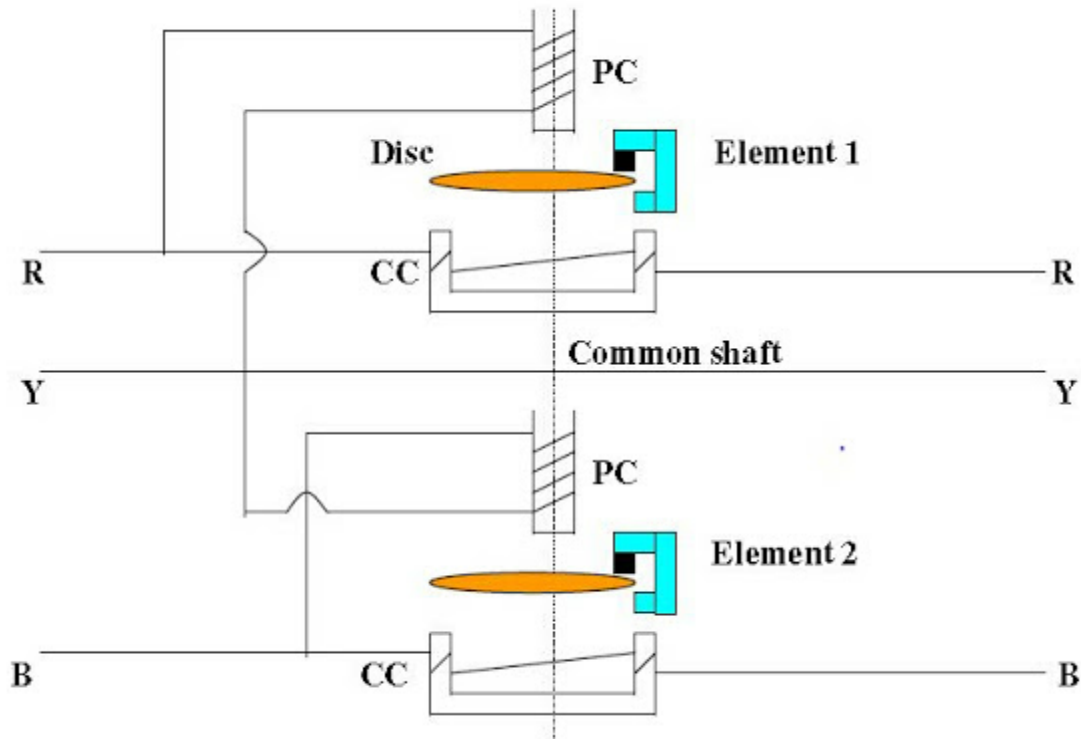 PC
Disc
Element 1
R
CC
R
Common shaft
Y
Y
PC
Element 2
B
CC
B